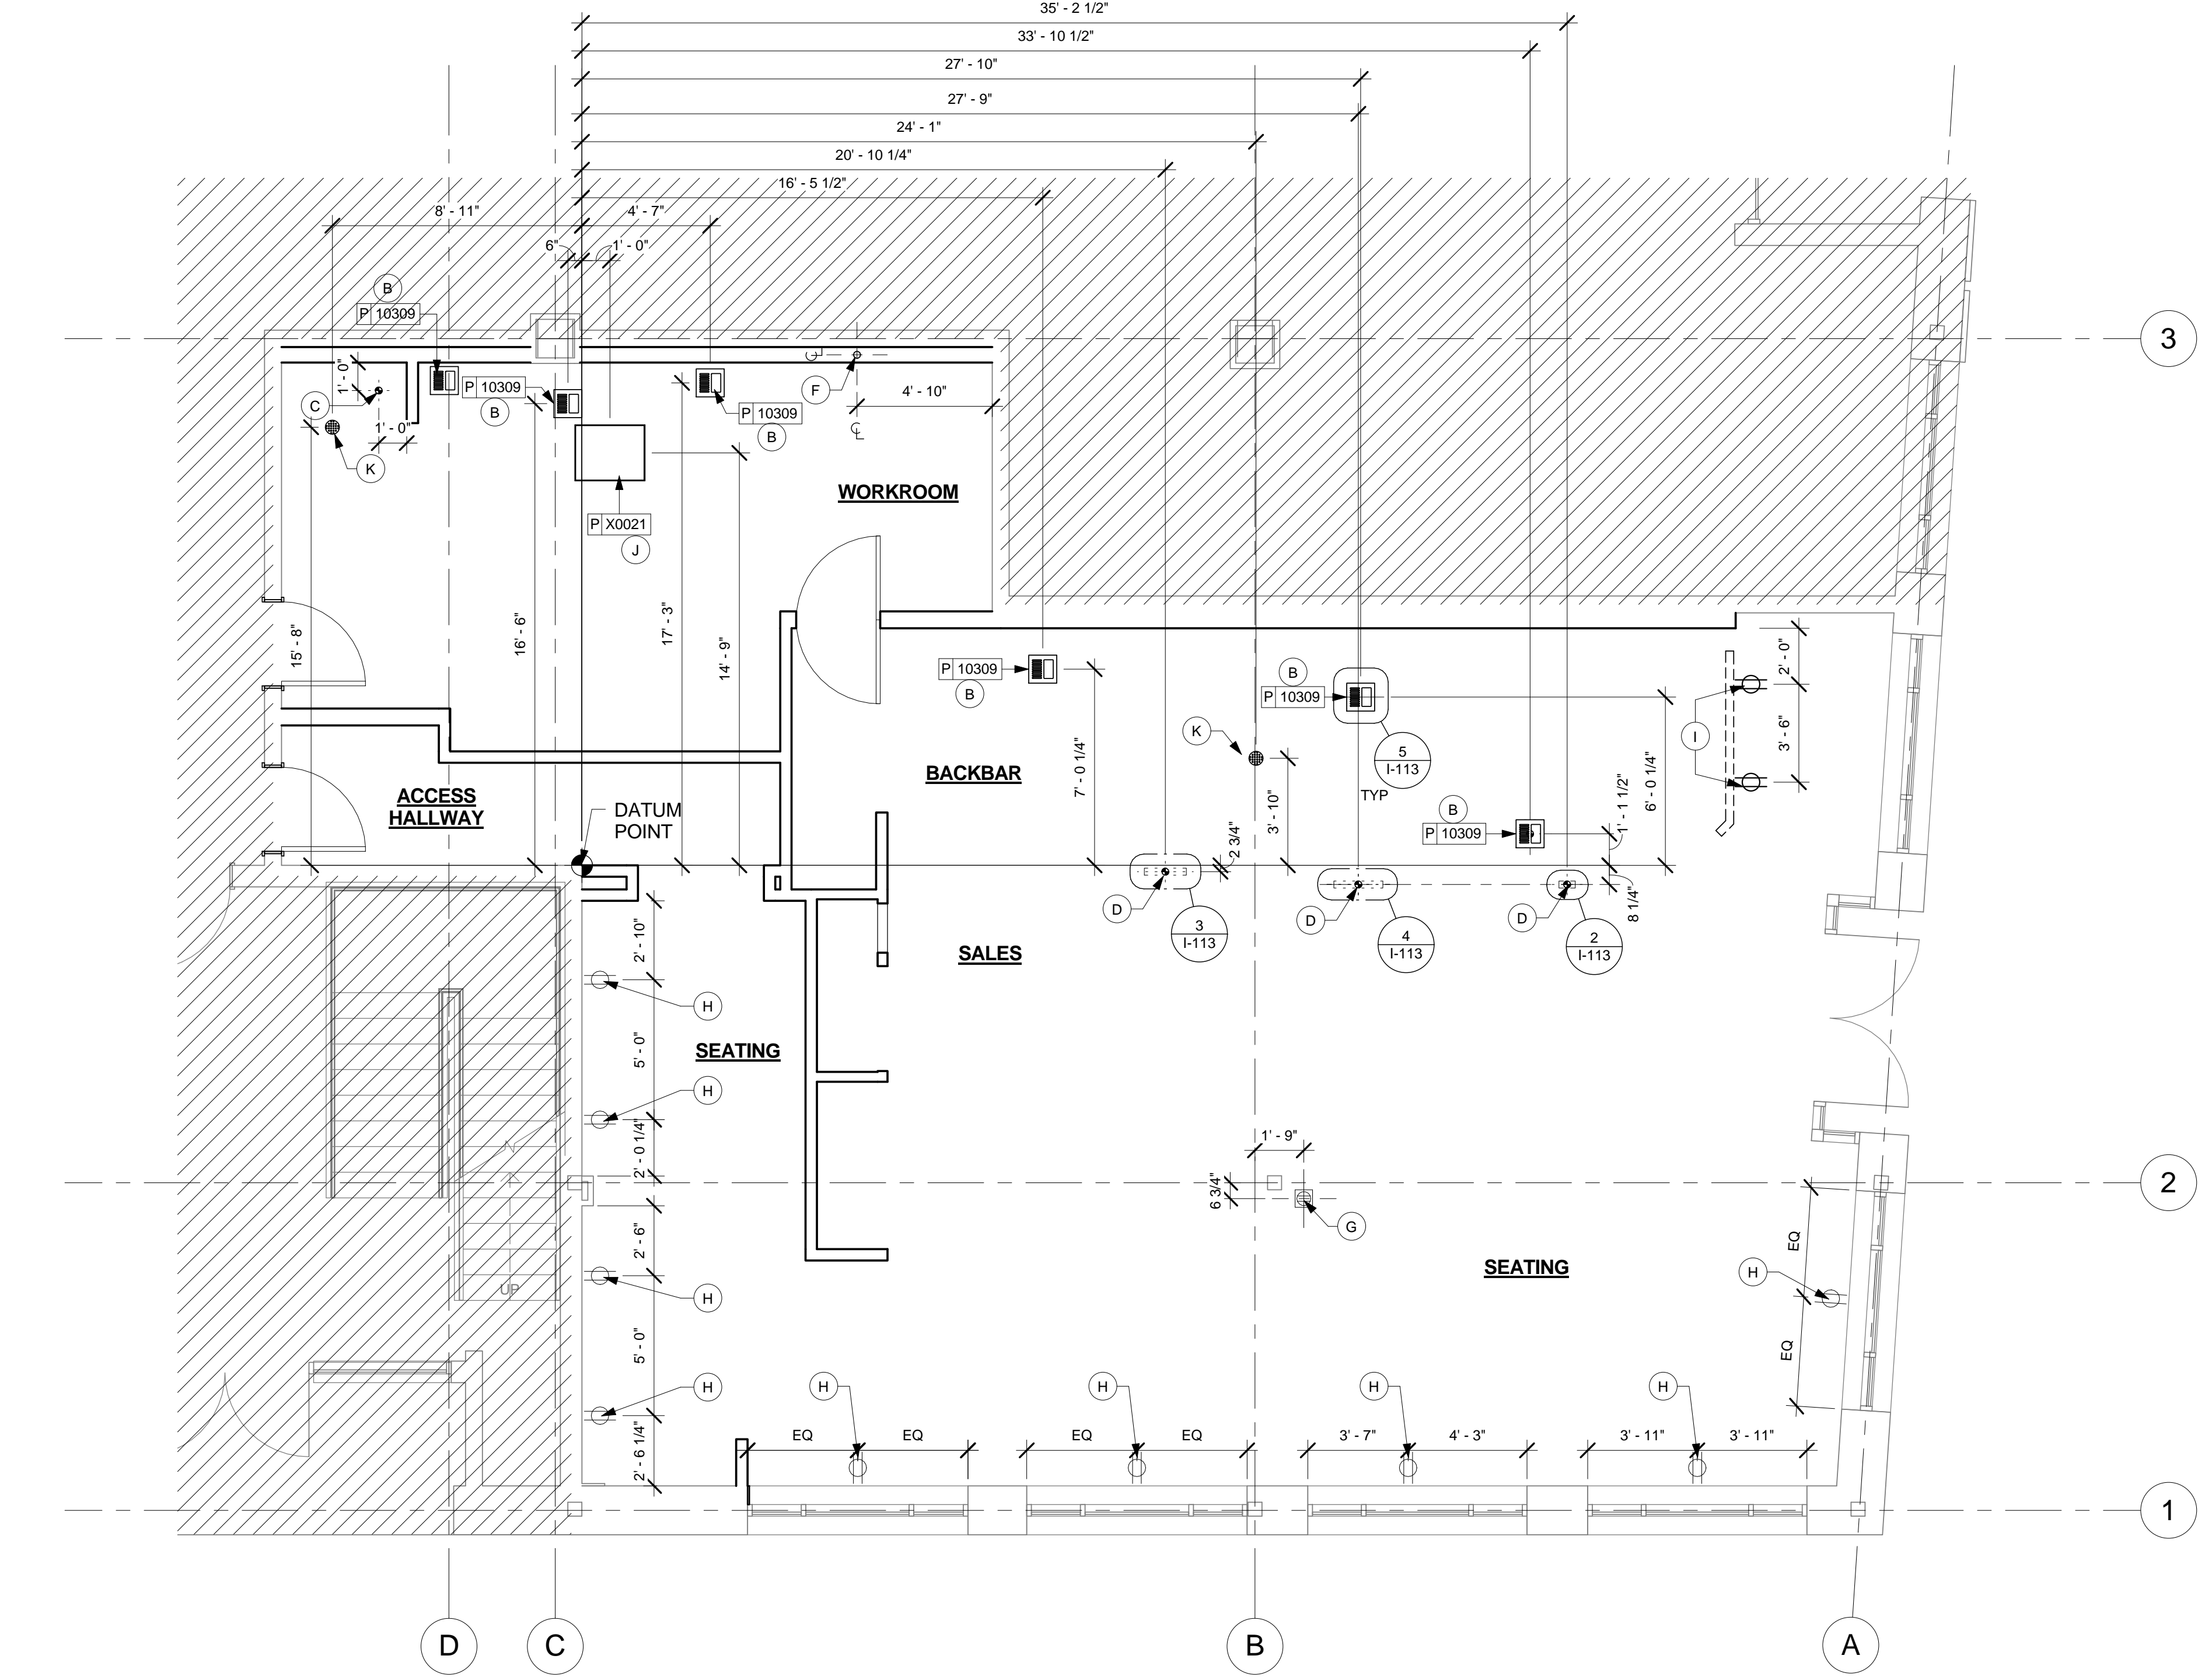 35' - 2 1/2"
33' - 10 1/2"
27' - 10"
27' - 9"
24' - 1"
20' - 10 1/4"
16' - 5 1/2"
8' - 11"
4' - 7"
6"
1' - 0"
B
P 10309
3
1' - 0"
C
1' - 0"
K
P 10309
B
P 10309
B
F
4' - 10"
CL
WORKROOM
P X0021
J
15' - 8"
16' - 6"
17' - 3"
14' - 9"
P 10309
B
B
P 10309
2' - 0"
3' - 6"
I
K
5
I-113
TYP
BACKBAR
7' - 0 1/4"
3' - 10"
6' - 0 1/4"
1' - 1 1/2"
B
P 10309
ACCESS
HALLWAY
DATUM
POINT
2 3/4"
8 1/4"
D
D
D
3
I-113
4
I-113
2
I-113
SALES
2' - 10"
H
5' - 0"
SEATING
H
2' - 0 1/4"
1' - 9"
6 3/4"
G
2
2' - 6"
H
UP
SEATING
EQ
H
EQ
5' - 0"
H
2' - 6 1/4"
H
H
H
H
EQ
EQ
EQ
EQ
3' - 7"
4' - 3"
3' - 11"
3' - 11"
1
D
C
B
A